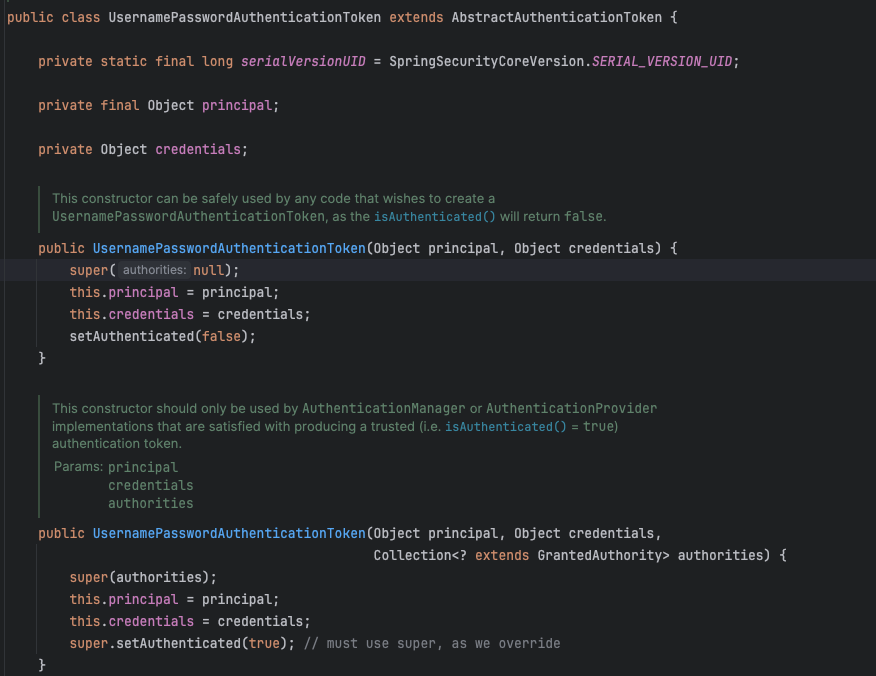 public class UsernamePasswordAuthenticationToken extends AbstractAuthenticationToken {
private static final long serialVersionUID = SpringSecurityCoreVersion.SERIAL_VERSION_UID;
private final Object principal;
private Object credentials;
This constructor can be safely used by any code that wishes to create a
UsernamePasswordAuthenticationToken, as the isAuthenticated() will return false.
public UsernamePasswordAuthenticationToken(Object principal, Object credentials) {
super( authorities: null);
this.principal = principal;
this.credentials = credentials;
setAuthenticated(false);
}
This constructor should only be used by AuthenticationManager or AuthenticationProvider
implementations that are satisfied with producing a trusted (i.e. isAuthenticated() = true)
authentication token.
Params: principal
credentials
authorities
public UsernamePasswordAuthenticationToken(Object principal, Object credentials,
Collection<? extends GrantedAuthority> authorities) {
super(authorities);
this.principal = principal;
this.credentials = credentials;
super.setAuthenticated(true); // must use super, as we override
}